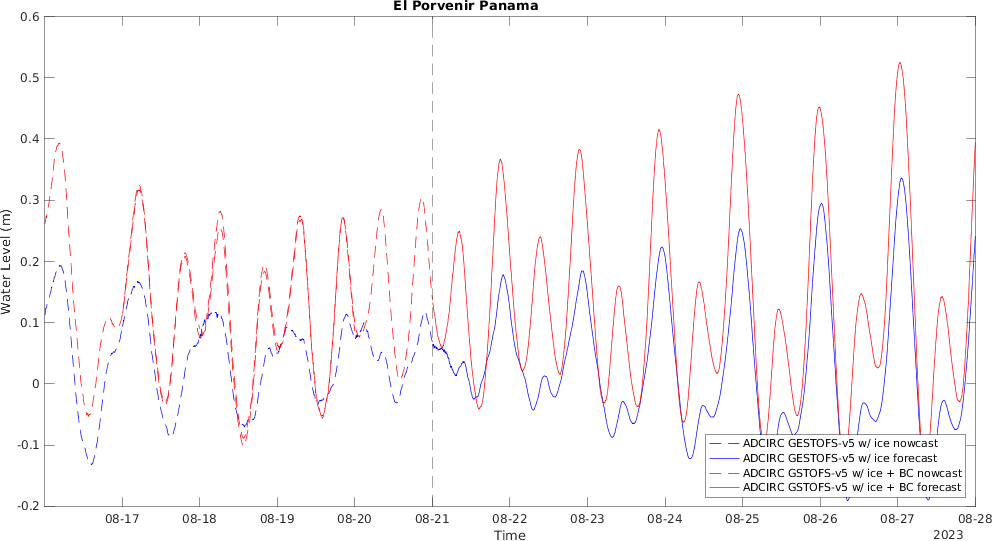 El Porvenir Panama
0.6
0.5
0.4
0.3
0.2
0.1
0
-0.1
-0.2
Water Level (m)
ADCIRC GESTOFS-v5 w/ ice nowcast
ADCIRC GESTOFS-v5 w/ ice forecast
ADCIRC GSTOFS-v5 w/ ice + BC nowcast
ADCIRC GSTOFS-v5 w/ ice + BC forecast
08-17 08-18 08-19 08-20 08-21 08-22 08-23 08-24 08-25 08-26 08-27 08-28
Time
2023